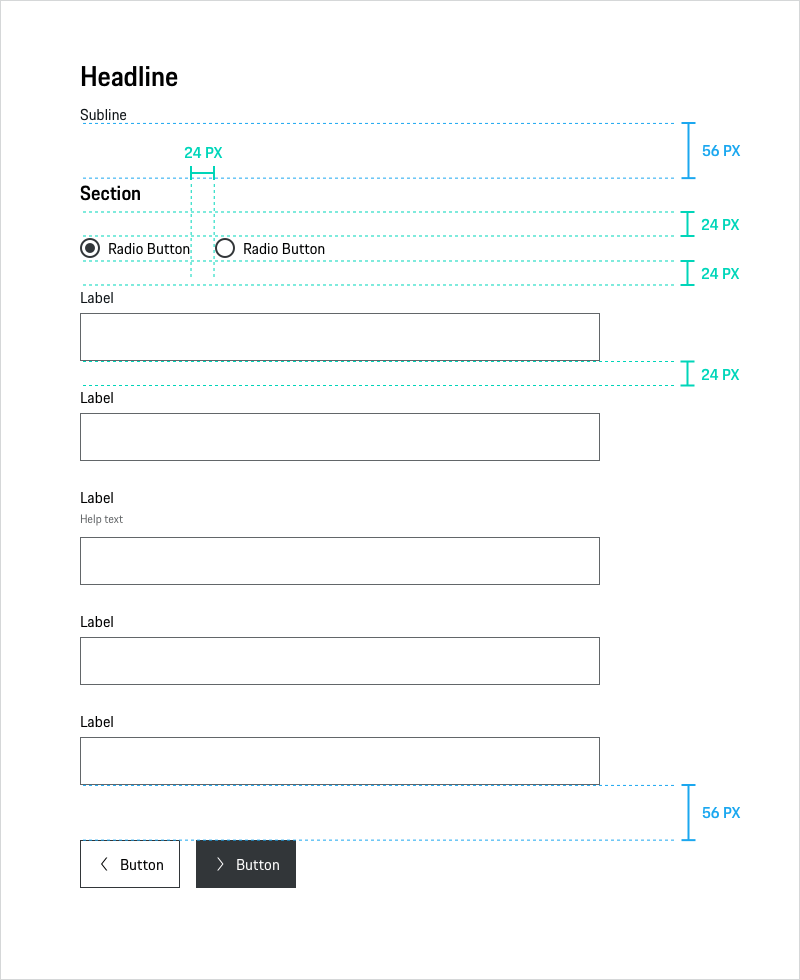 Headline
Subline
56 PX
24 PX
Section
24 PX
Radio Button Radio Button
24 PX
Label
24 PX
Label
Label
Help text
Label
Label
56 PX
Button Button